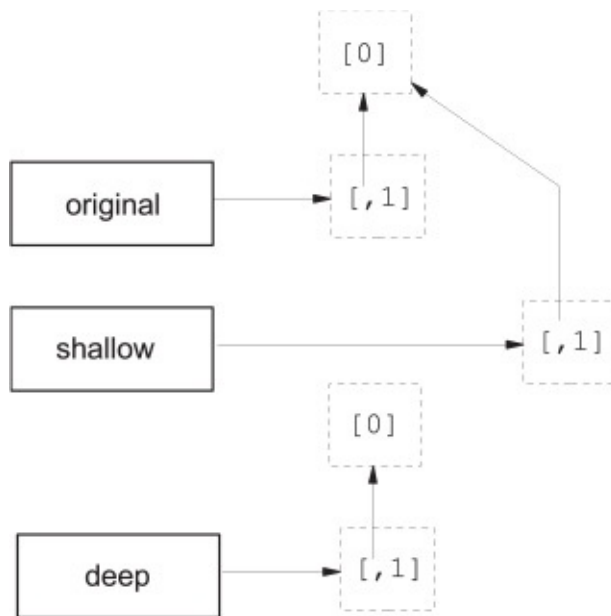 [0]
original
[,1]
shallow
[,1]
[0]
deep
[,1]